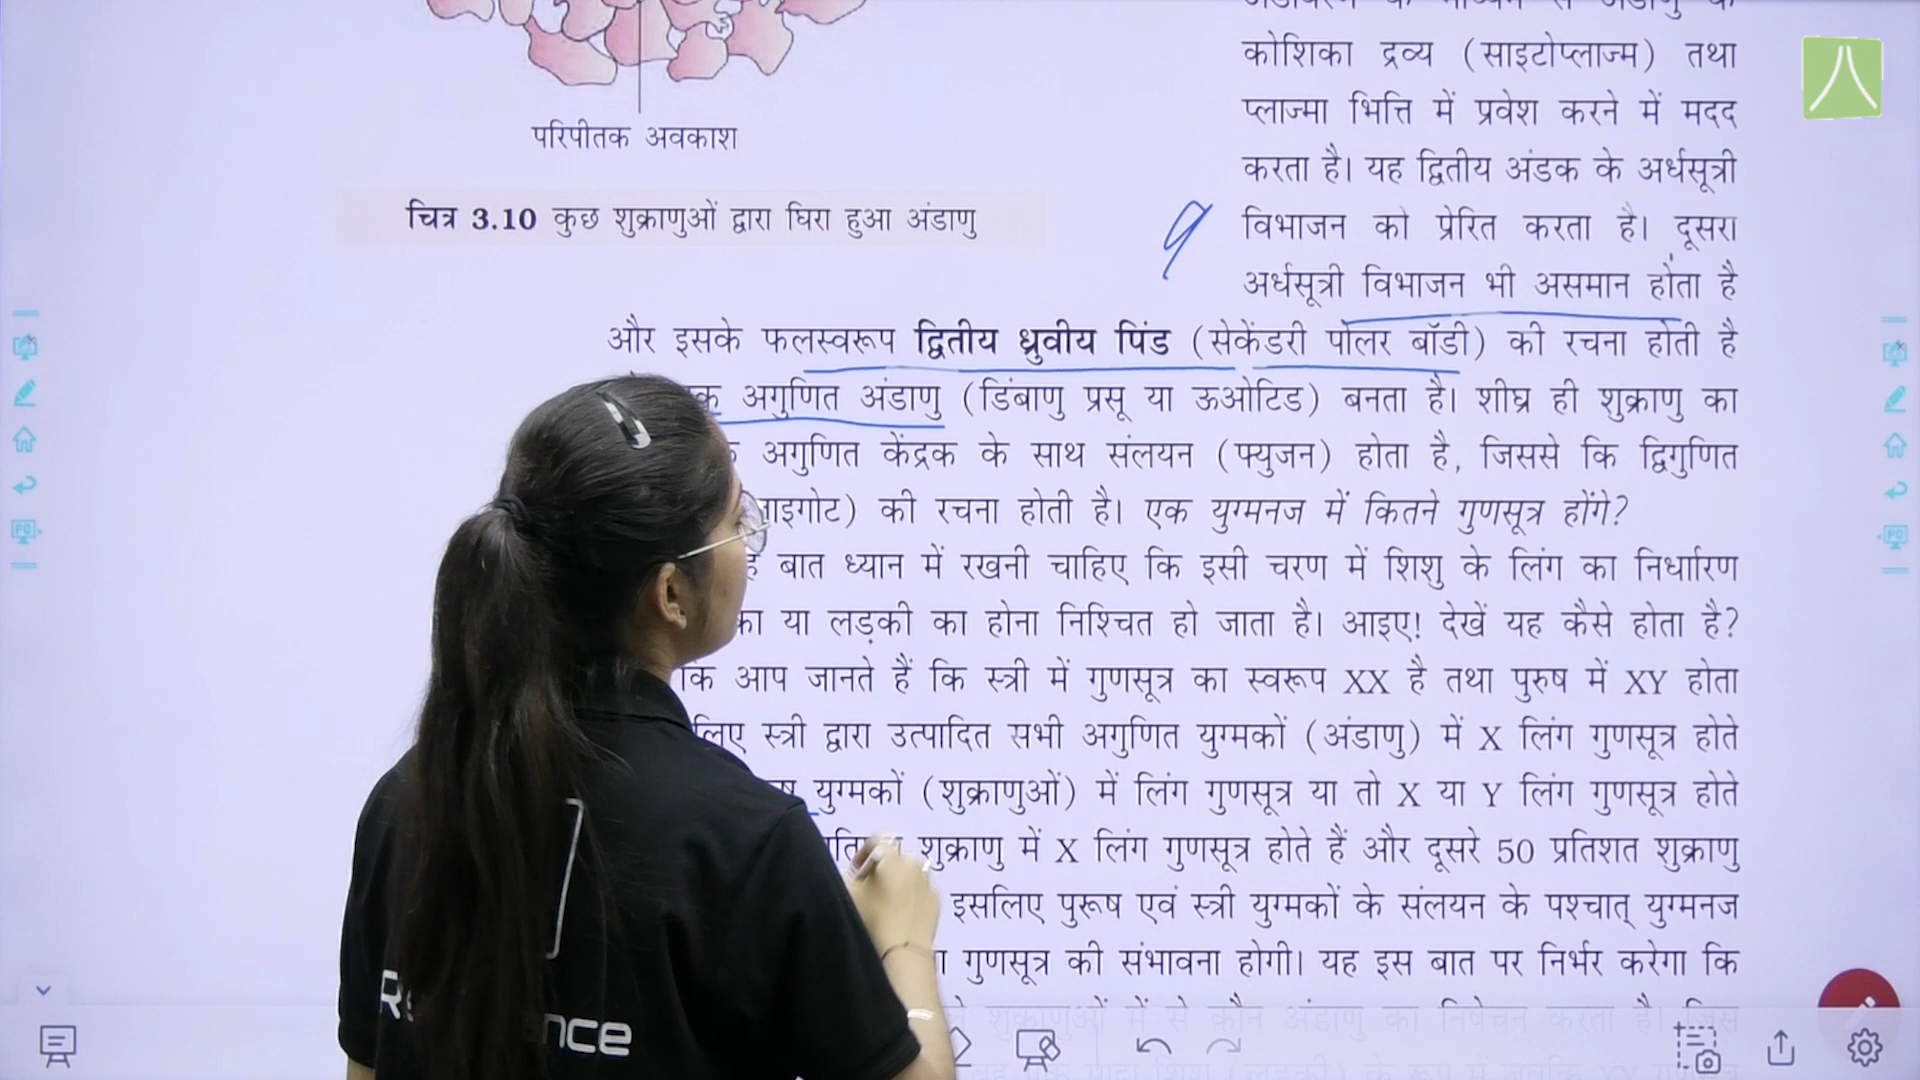 कोशिका द्रव्य (साइटोप्लाज्म) तथा
प्लाज्मा भित्ति में प्रवेश करने में मदद
परिपीतक अवकाश
करता है। यह द्वितीय अंडक के अर्धसूत्री
चित्र 3.10 कुछ शुक्राणुओं द्वारा घिरा हुआ अंडाणु
विभाजन को प्रेरित करता है। दूसरा
अर्धसूत्री विभाजन भी असमान होता है
और इसके फलस्वरूप द्वितीय ध्रुवीय पिंड (सेकेंडरी पोलर बॉडी) की रचना होती है
अगुणित अंडाणु (डिंबाणु प्रसू या ऊओटिड) बनता है। शीघ्र ही शुक्राणु का
अगुणित केंद्रक के साथ संलयन (फ्युजन) होता है, जिससे कि द्विगुणित
की रचना होती है। एक युग्मनज में कितने गुणसूत्र होंगे?
बात ध्यान में रखनी चाहिए कि इसी चरण में शिशु के लिंग का निर्धारण
या लड़की का होना निश्चित हो जाता है। आइए! देखें यह कैसे होता है?
कि आप जानते हैं कि स्त्री में गुणसूत्र का स्वरूप XX है तथा पुरुष में XY होता
स्त्री द्वारा उत्पादित सभी अगुणित युग्मकों (अंडाणु) में X लिंग गुणसूत्र होते
युग्मकों (शुक्राणुओं) में लिंग गुणसूत्र या तो X या Y लिंग गुणसूत्र होते
शुक्राणु में X लिंग गुणसूत्र होते हैं और दूसरे 50 प्रतिशत शुक्राणु
इसलिए पुरूष एवं स्त्री युग्मकों के संलयन के पश्चात् युग्मनज
गुणसूत्र की संभावना होगी। यह इस बात पर निर्भर करेगा कि
शुक्राणुओं में से कौन अंडाणु का निषेचन करता है। जिस